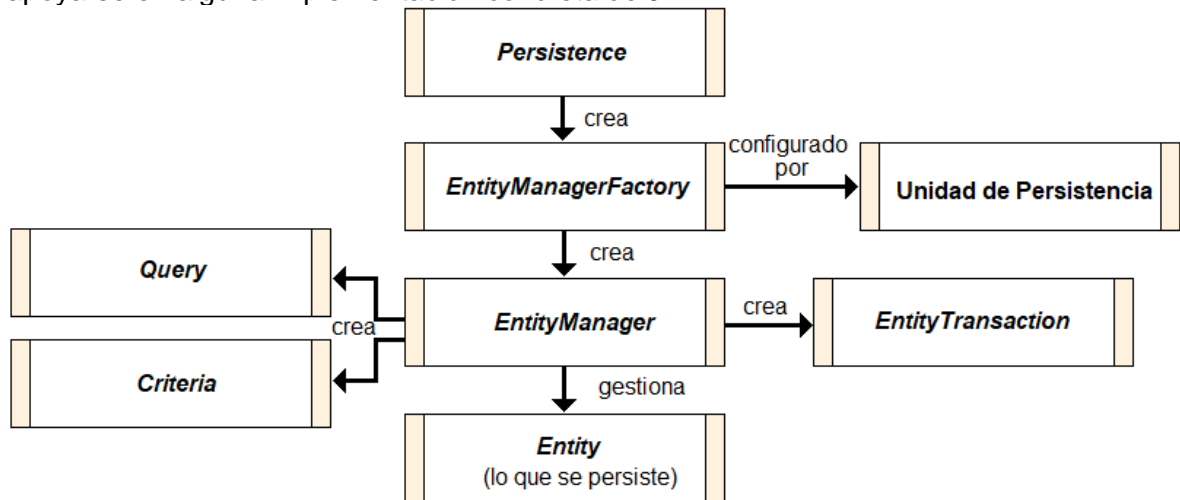 Persistence
crea
EntityManagerFactory
configurado
por
Unidad de Persistencia
crea
Query
crea
Criteria
EntityManager
crea
EntityTransaction
gestiona
Entity
(lo que se persiste)